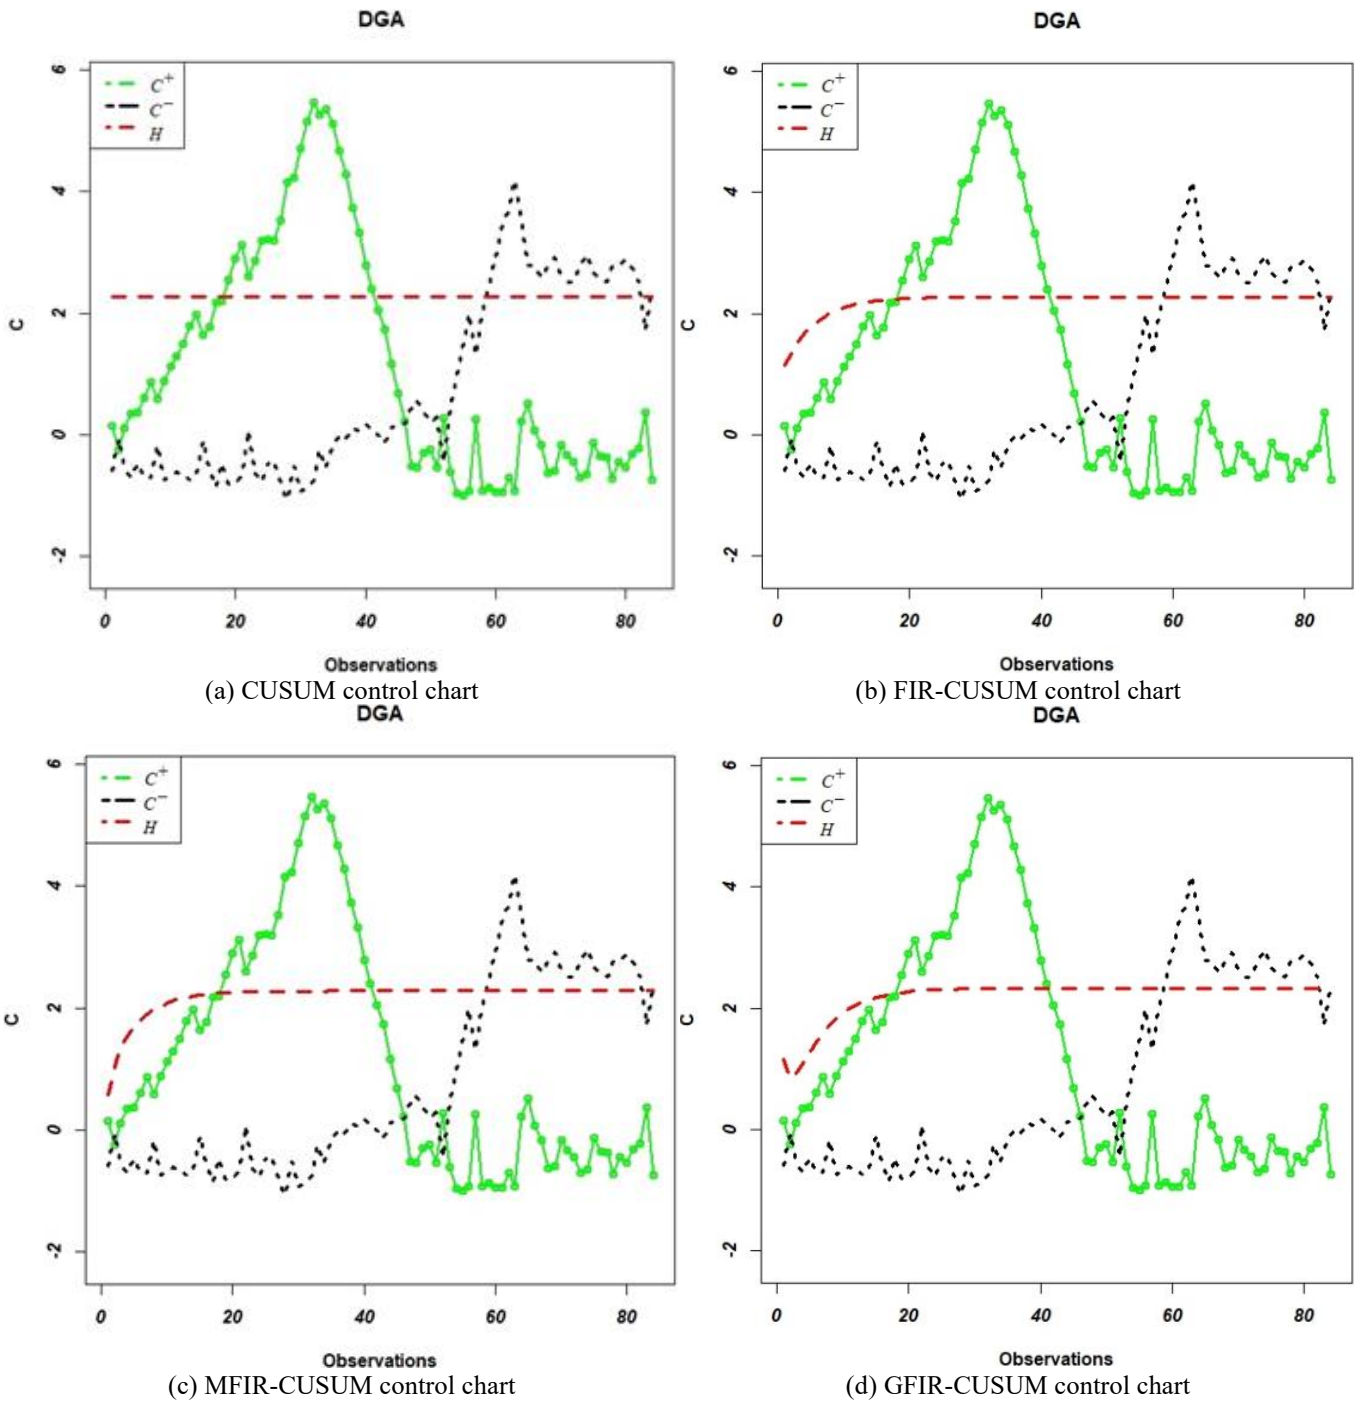 DGA
6
4
2
0
-2
C
C+
C−
H
0 20 40 60 80
Observations
(a) CUSUM control chart
DGA
6
4
2
0
-2
C
C+
C−
H
0 20 40 60 80
Observations
(b) FIR-CUSUM control chart
DGA
6
4
2
0
-2
C
C+
C−
H
0 20 40 60 80
Observations
(c) MFIR-CUSUM control chart
DGA
6
4
2
0
-2
C
C+
C−
H
0 20 40 60 80
Observations
(d) GFIR-CUSUM control chart